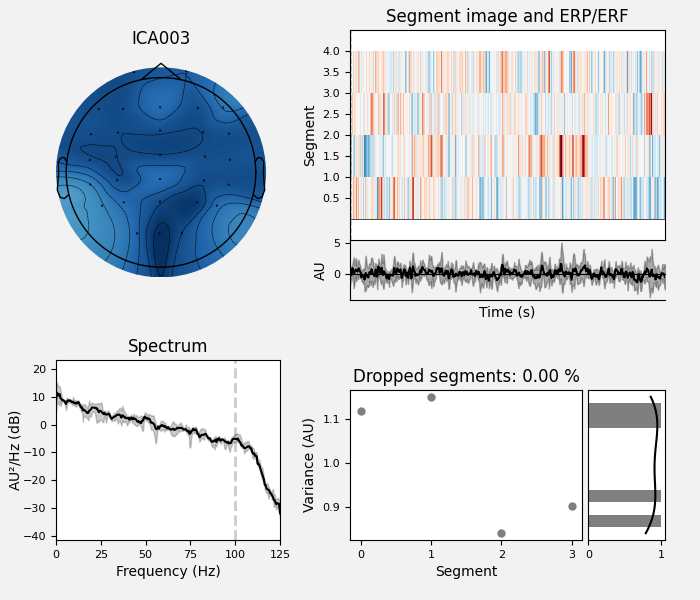 ICA003
Segment image and ERP/ERF
Segment
4.0
3.5
3.0
2.5
2.0
1.5
1.0
0.5
AU
5
0
Time (s)
Spectrum
AU²/Hz (dB)
20
10
0
−10
−20
−30
−40
0 25 50 75 100 125
Frequency (Hz)
Dropped segments: 0.00 %
Variance (AU)
1.1
1.0
0.9
0 1 2 3
Segment
0 1